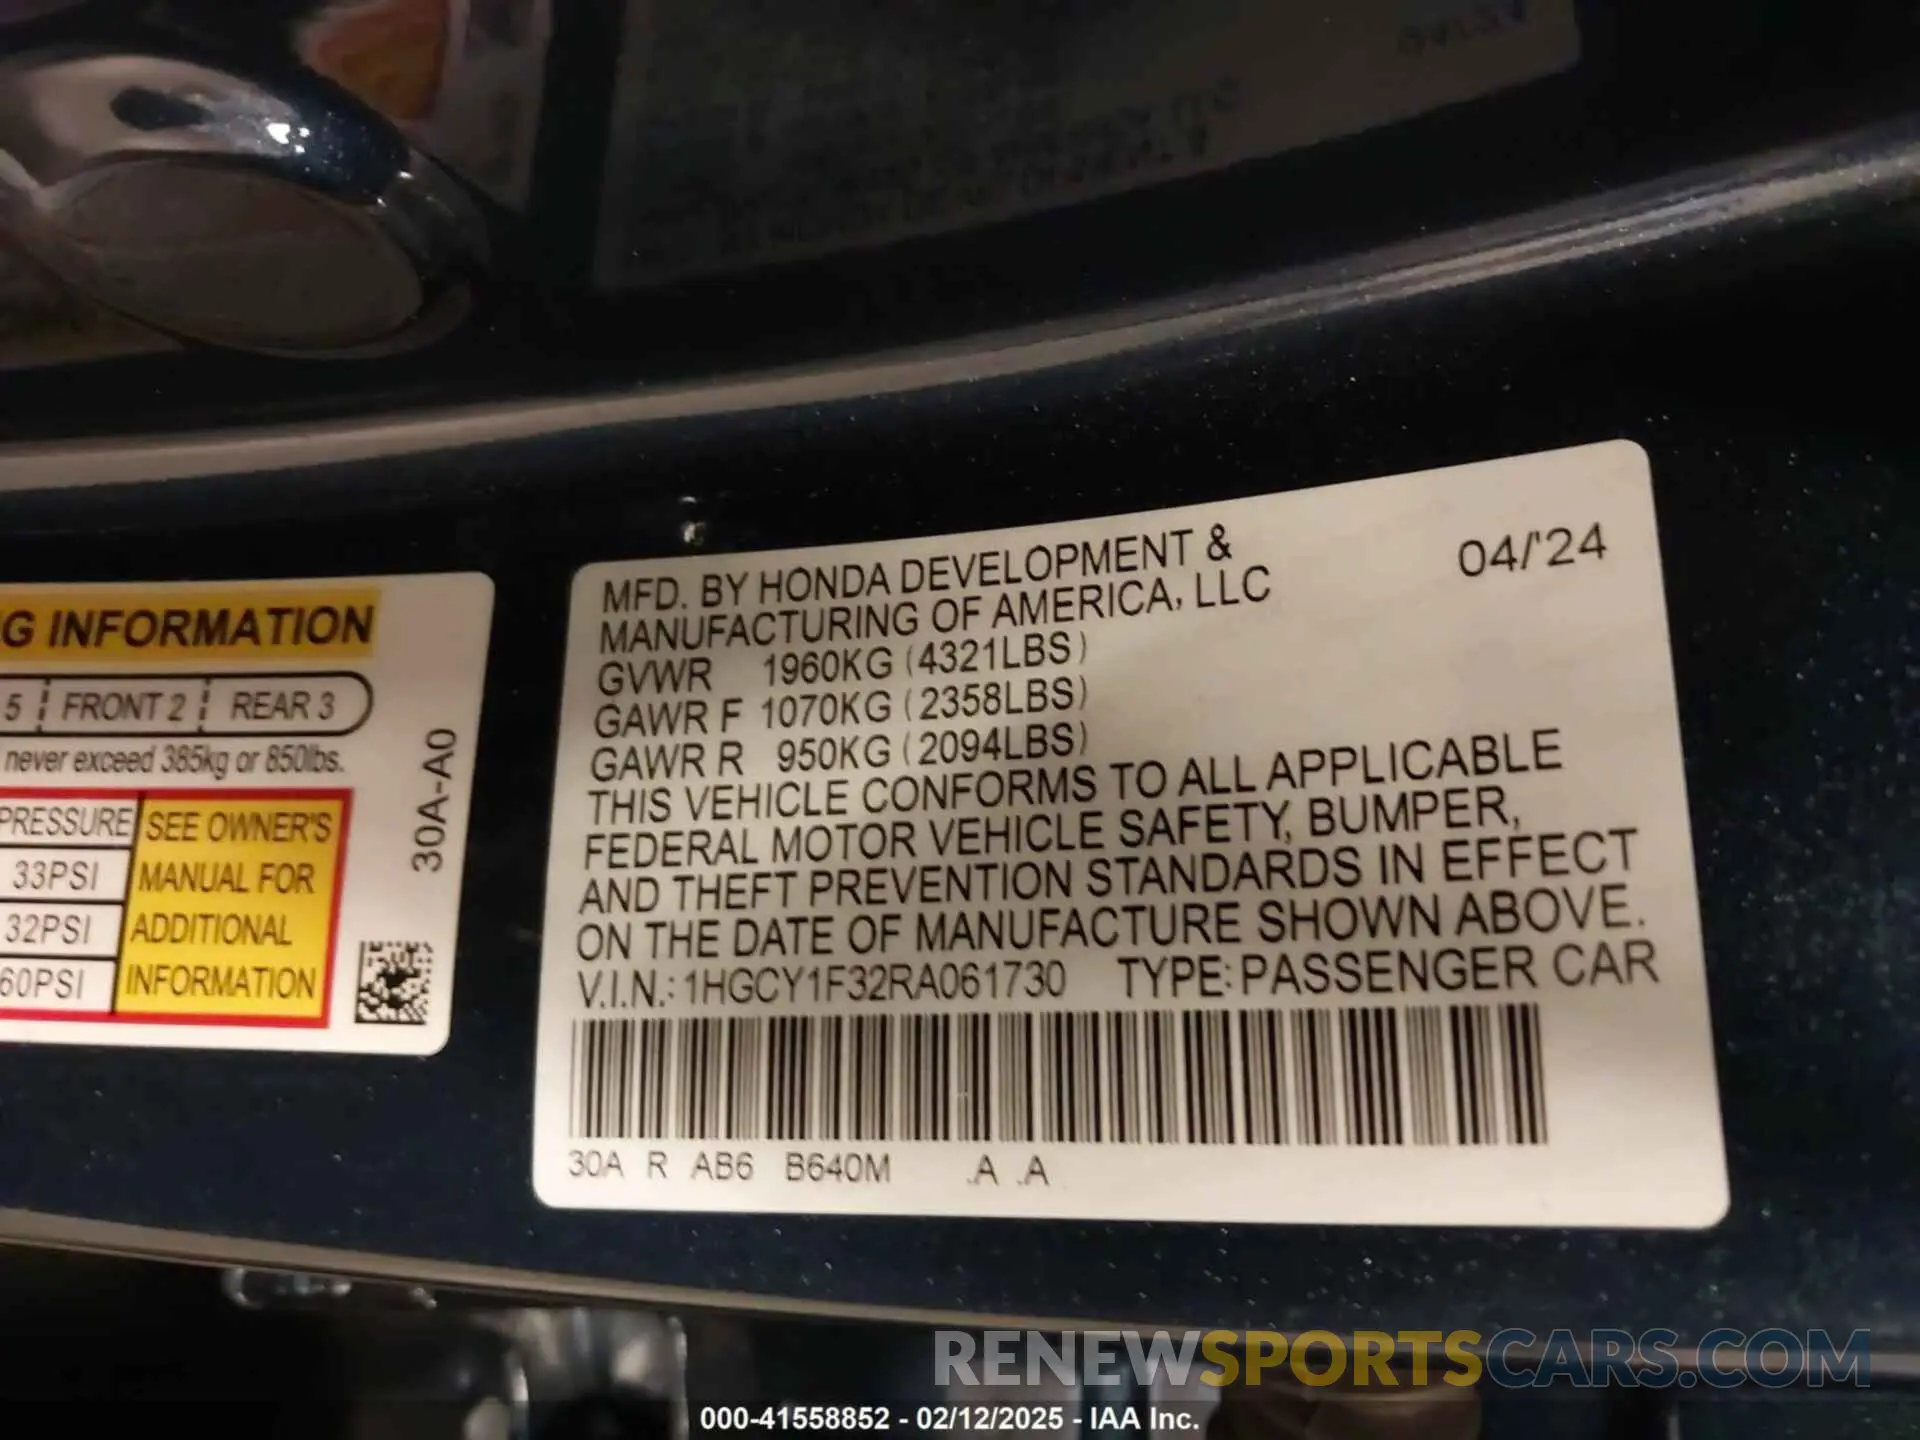 G INFORMATION
5 FRONT 2 REAR 3
never exceed 385kg or 850lbs.
PRESSURE
33PSI
32PSI
60PSI
SEE OWNER'S
MANUAL FOR
ADDITIONAL
INFORMATION
30A-A0
MFD. BY HONDA DEVELOPMENT &
MANUFACTURING OF AMERICA, LLC
04/'24
GVWR 1960KG (4321LBS)
GAWR F 1070KG (2358LBS)
GAWR R 950KG (2094LBS)
THIS VEHICLE CONFORMS TO ALL APPLICABLE
FEDERAL MOTOR VEHICLE SAFETY, BUMPER,
AND THEFT PREVENTION STANDARDS IN EFFECT
ON THE DATE OF MANUFACTURE SHOWN ABOVE.
V.I.N.: 1HGCY1F32RA061730 TYPE: PASSENGER CAR
30A R AB6 B640M .A .A
RENEWSPORTSCARS.COM
000-41558852 - 02/12/2025 - IAA Inc.